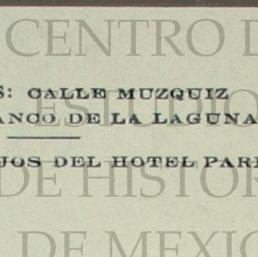 CENTRO D
S: CALLE MUZQUIZ
ESTUDIO
ANCO DE LA LAGUNA
JOS DEL HOTEL PAR
DE HISTOR
DE MEXIC